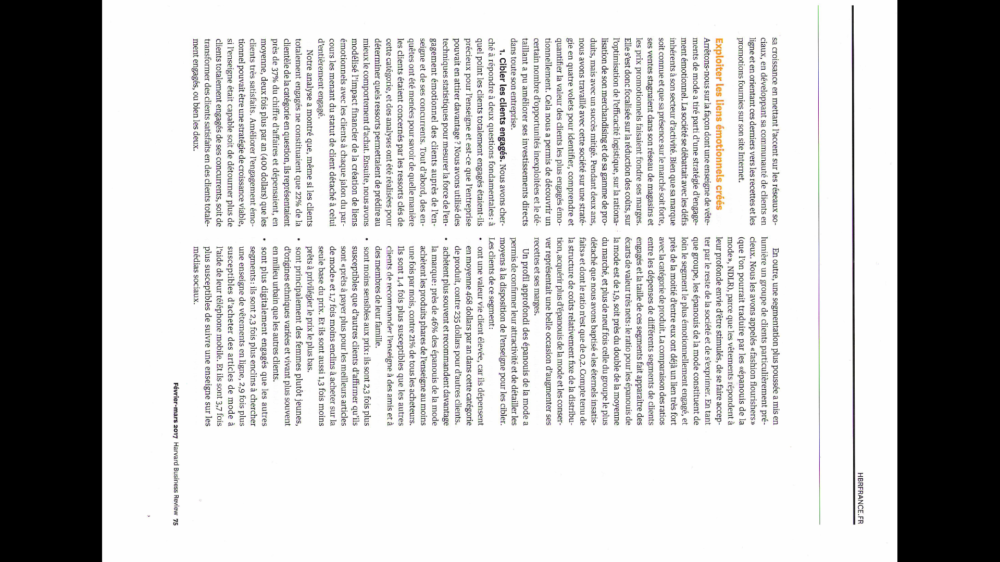 HBRFRANCE.FR
sa croissance en mettant l'accent sur les réseaux so-
ciaux, en développant sa communauté de clients en
ligne et en orientant ces derniers vers les recettes et les
promotions fournies sur son site Internet.
Exploiter les liens émotionnels créés
Arrêtons-nous sur la façon dont une enseigne de vête-
ments de mode a tiré parti d'une stratégie d'engage-
ment émotionnel. La société se débattait avec les défis
inhérents à son secteur d'activité. Bien que sa marque
soit connue et que sa présence sur le marché soit forte,
ses ventes stagnaient dans son réseau de magasins et
les prix promotionnels faisaient fondre ses marges.
Elle s'est donc focalisée sur la réduction des coûts, sur
l'optimisation de l'efficacité logistique, sur la rationa-
lisation de son merchandising et de sa gamme de pro-
duits, mais avec un succès mitigé. Pendant deux ans,
nous avons travaillé avec cette société sur une straté-
gie en quatre volets pour identifier, comprendre et
quantifier la valeur des clients les plus engagés émo-
tionnellement. Cela nous a permis de découvrir un
certain nombre d'opportunités inexploitées et le dé-
taillant a pu améliorer ses investissements directs
dans toute son entreprise.
1. Cibler les clients engagés. Nous avons cher-
ché à répondre à deux questions fondamentales : à
quel point les clients totalement engagés étaient-ils
précieux pour l'enseigne et est-ce que l'entreprise
pouvait en attirer davantage ? Nous avons utilisé des
techniques statistiques pour mesurer la force de l'en-
gagement émotionnel des clients auprès de l'en-
seigne et de ses concurrents. Tout d'abord, des en-
quêtes ont été menées pour savoir de quelle manière
les clients étaient concernés par les ressorts clés de
cette catégorie, et des analyses ont été réalisées pour
déterminer quels ressorts permettaient de prédire au
mieux le comportement d'achat. Ensuite, nous avons
modélisé l'impact financier de la création de liens
émotionnels avec les clients à chaque jalon du par-
cours les menant du statut de client détaché à celui
d'entièrement engagé.
Notre analyse a montré que, même si les clients
totalement engagés ne constituaient que 22% de la
clientèle de la catégorie en question, ils représentaient
près de 37% du chiffre d'affaires et dépensaient, en
moyenne, deux fois plus par an (400 dollars) que les
clients très satisfaits. Améliorer l'engagement émo-
tionnel pouvait être une stratégie de croissance viable,
si l'enseigne était capable soit de détourner plus de
clients totalement engagés de ses concurrents, soit de
transformer des clients satisfaits en des clients totale-
ment engagés, ou bien les deux.
En outre, une segmentation plus poussée a mis en
lumière un groupe de clients particulièrement pré-
cieux. Nous les avons appelés «fashion flourishers»
(que l'on pourrait traduire par les «épanouis de la
mode», NDLR), parce que les vêtements répondent à
leur profonde envie d'être stimulés, de se faire accep-
ter par le reste de la société et de s'exprimer. En tant
que groupe, les épanouis de la mode constituent de
loin le segment le plus émotionnellement engagé, et
près de la moitié d'entre eux ont déjà un lien très fort
avec la catégorie de produit. La comparaison des ratios
entre les dépenses de différents segments de clients
engagés et la taille de ces segments fait apparaître des
écarts de valeur très nets : le ratio pour les épanouis de
la mode est de 1,9, soit près du double de la moyenne
du marché, et plus de neuf fois celle du groupe le plus
détaché que nous avons baptisé «les éternels insatis-
faits» et dont le ratio n'est que de 0,2. Compte tenu de
la structure de coûts relativement fixe de la distribu-
tion, acquérir plus d'épanouis de la mode et les conser-
ver représentait une belle occasion d'augmenter ses
recettes et ses marges.
Un profil approfondi des épanouis de la mode a
permis de confirmer leur attractivité et de détailler les
moyens à la disposition de l'enseigne pour les cibler.
Les clients de ce segment :
• ont une valeur vie client élevée, car ils dépensent
en moyenne 468 dollars par an dans cette catégorie
de produit, contre 235 dollars pour d'autres clients.
• achètent plus souvent et recommandent davantage
la marque : près de 46% des épanouis de la mode
achètent les produits phares de l'enseigne au moins
une fois par mois, contre 21% de tous les acheteurs.
Ils sont 1,4 fois plus susceptibles que les autres
clients de recommander l'enseigne à des amis et à
des membres de leur famille.
• sont moins sensibles aux prix : ils sont 2,3 fois plus
susceptibles que d'autres clients d'affirmer qu'ils
sont «prêts à payer plus pour les meilleurs articles
de mode» et 1,7 fois moins enclins à acheter sur la
seule base du prix. Et ils sont aussi 1,3 fois moins
prêts à privilégier le prix le plus bas.
• sont principalement des femmes plutôt jeunes,
d'origines ethniques variées et vivant plus souvent
en milieu urbain que les autres clients.
• sont plus digitalement engagés que les autres
segments : ils sont 2,3 fois plus enclins à chercher
une enseigne de vêtements en ligne, 2,9 fois plus
susceptibles d'acheter des articles de mode à
l'aide de leur téléphone mobile. Et ils sont 3,7 fois
plus susceptibles de suivre une enseigne sur les
médias sociaux.
Février-mars 2017 Harvard Business Review 75